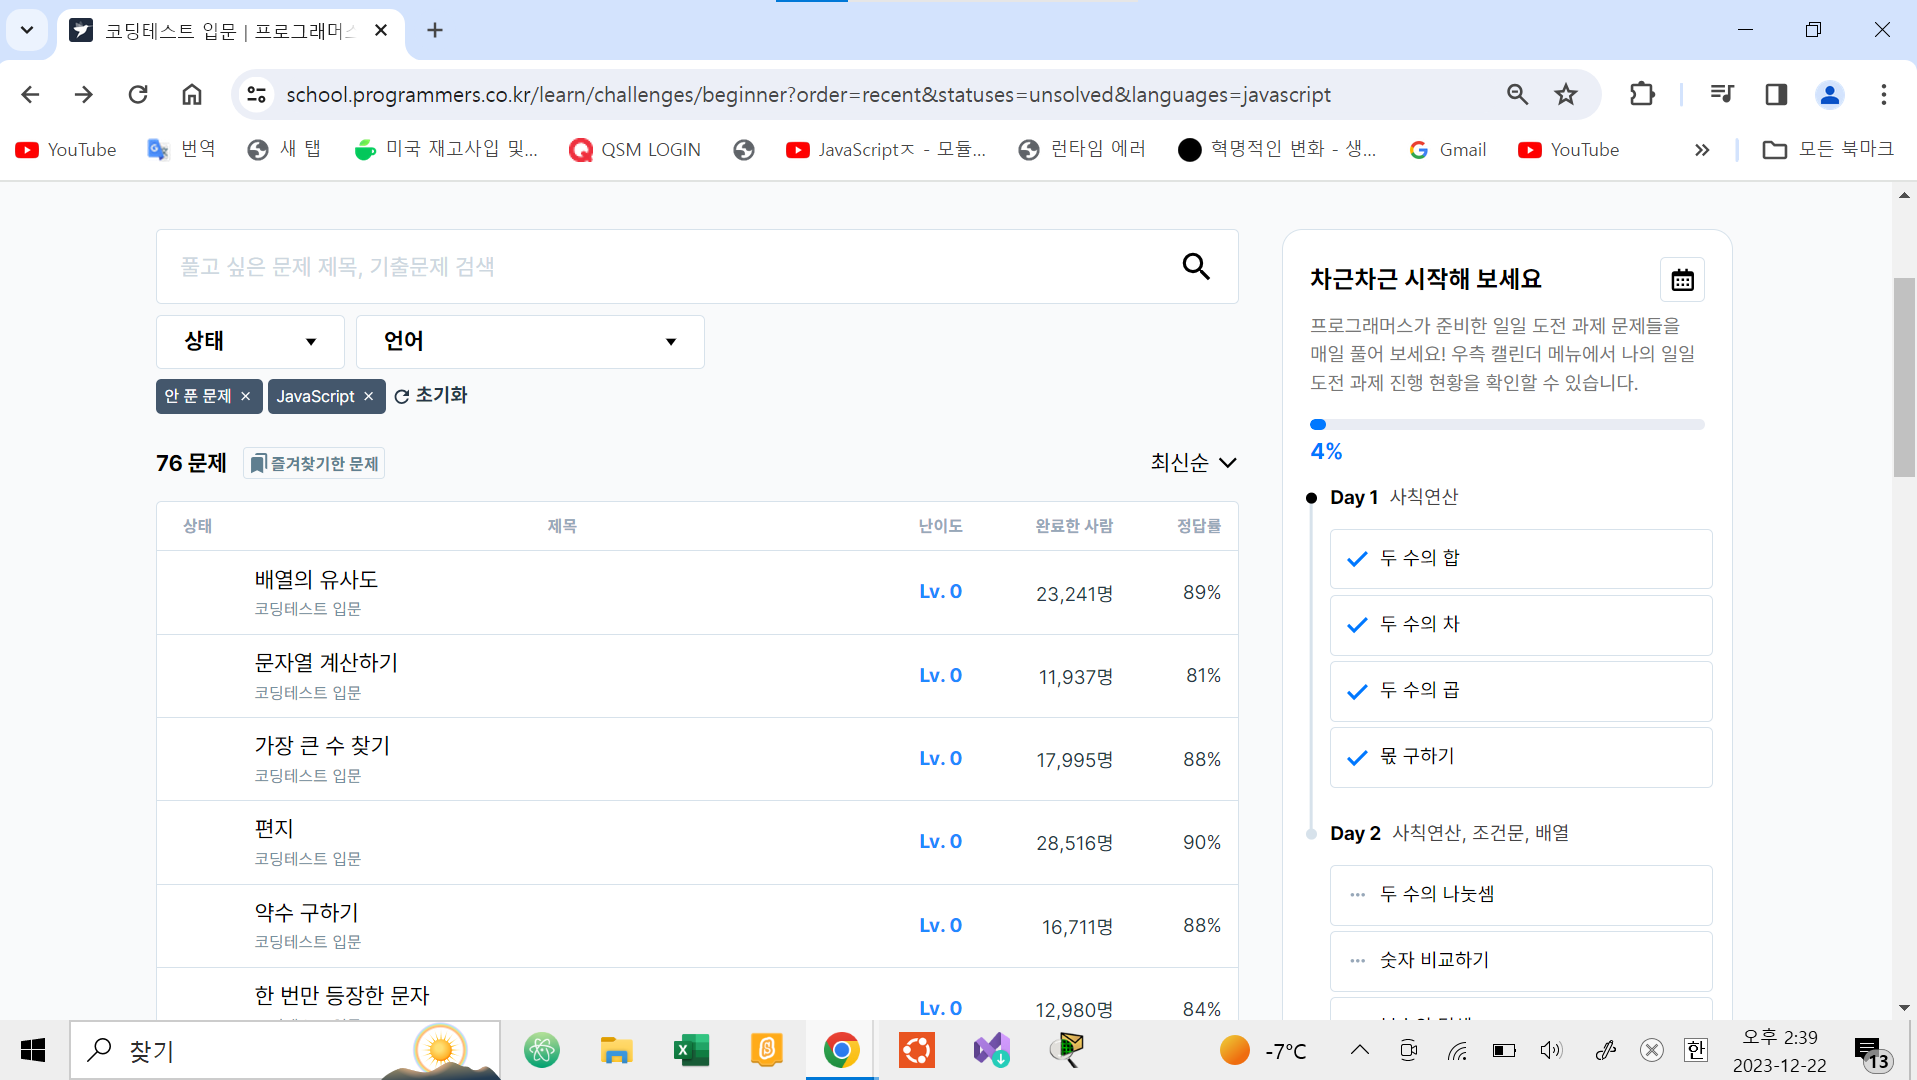 코딩테스트 입문 | 프로그래머스
school.programmers.co.kr/learn/challenges/beginner?order=recent&statuses=unsolved&languages=javascript
YouTube
번역
새 탭
미국 재고사입 및...
QSM LOGIN
JavaScriptㅈ - 모듈...
런타임 에러
혁명적인 변화 - 생...
Gmail
YouTube
모든 북마크
풀고 싶은 문제 제목, 기출문제 검색
상태
언어
안 푼 문제
JavaScript
초기화
76 문제
즐겨찾기한 문제
최신순
상태 제목 난이도 완료한 사람 정답률
배열의 유사도 Lv. 0 23,241명 89%
코딩테스트 입문
문자열 계산하기 Lv. 0 11,937명 81%
코딩테스트 입문
가장 큰 수 찾기 Lv. 0 17,995명 88%
코딩테스트 입문
편지 Lv. 0 28,516명 90%
코딩테스트 입문
약수 구하기 Lv. 0 16,711명 88%
코딩테스트 입문
한 번만 등장한 문자 Lv. 0 12,980명 84%
차근차근 시작해 보세요
프로그래머스가 준비한 일일 도전 과제 문제들을
매일 풀어 보세요! 우측 캘린더 메뉴에서 나의 일일
도전 과제 진행 현황을 확인할 수 있습니다.
4%
Day 1 사칙연산
두 수의 합
두 수의 차
두 수의 곱
몫 구하기
Day 2 사칙연산, 조건문, 배열
두 수의 나눗셈
숫자 비교하기
찾기
-7°C
한
오후 2:39
2023-12-22
13